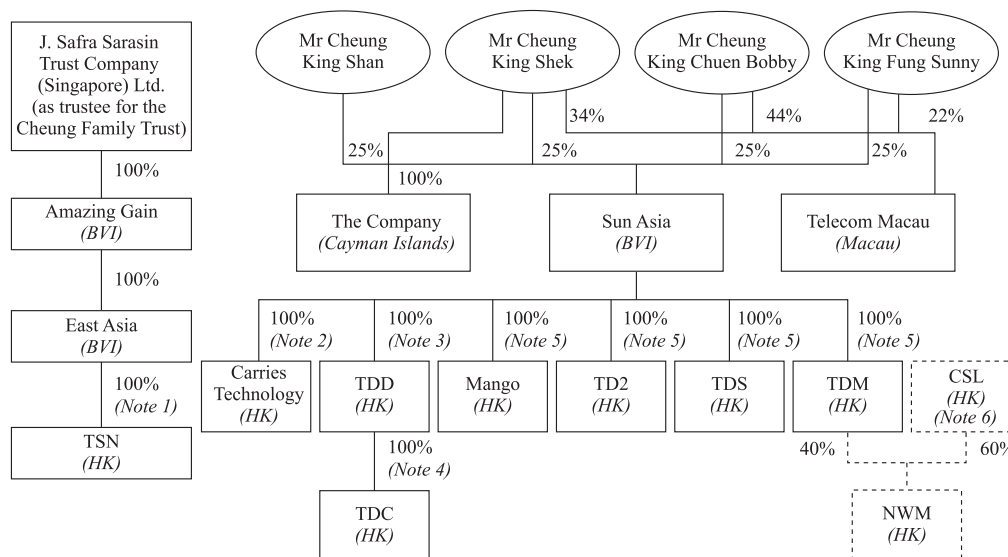 J. Safra Sarasin
Trust Company
(Singapore) Ltd.
(as trustee for the
Cheung Family Trust)
100%
Amazing Gain
(BVI)
100%
East Asia
(BVI)
100%
(Note 1)
TSN
(HK)
Mr Cheung
King Shan
Mr Cheung
King Shek
Mr Cheung
King Chuen Bobby
Mr Cheung
King Fung Sunny
34%
44%
22%
25%
25%
25%
25%
100%
The Company
(Cayman Islands)
Sun Asia
(BVI)
Telecom Macau
(Macau)
100%
(Note 2)
100%
(Note 3)
100%
(Note 5)
100%
(Note 5)
100%
(Note 5)
100%
(Note 5)
Carries
Technology
(HK)
TDD
(HK)
Mango
(HK)
TD2
(HK)
TDS
(HK)
TDM
(HK)
CSL
(HK)
(Note 6)
100%
(Note 4)
40%
60%
TDC
(HK)
NWM
(HK)